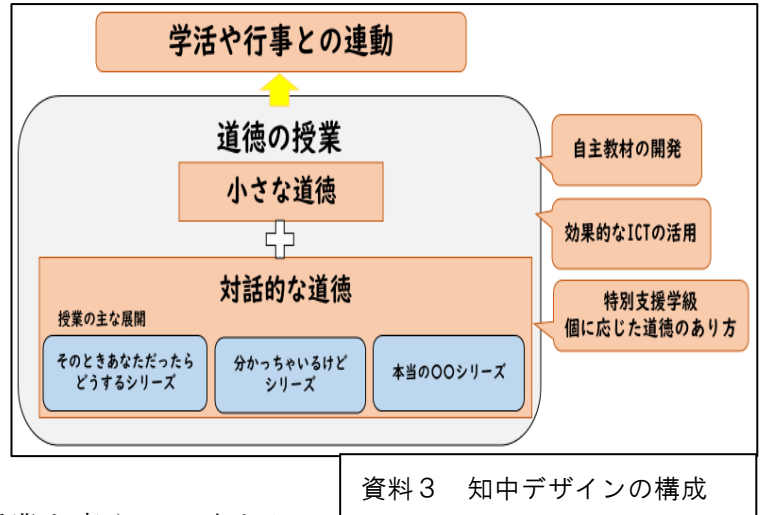 学活や行事との連動
道徳の授業
小さな道徳
対話的な道徳
授業の主な展開
そのときあなただったら
どうするシリーズ
分かっちゃいるけど
シリーズ
本当の〇〇シリーズ
自主教材の開発
効果的なICTの活用
特別支援学級
個に応じた道徳のあり方
資料３　知中デザインの構成